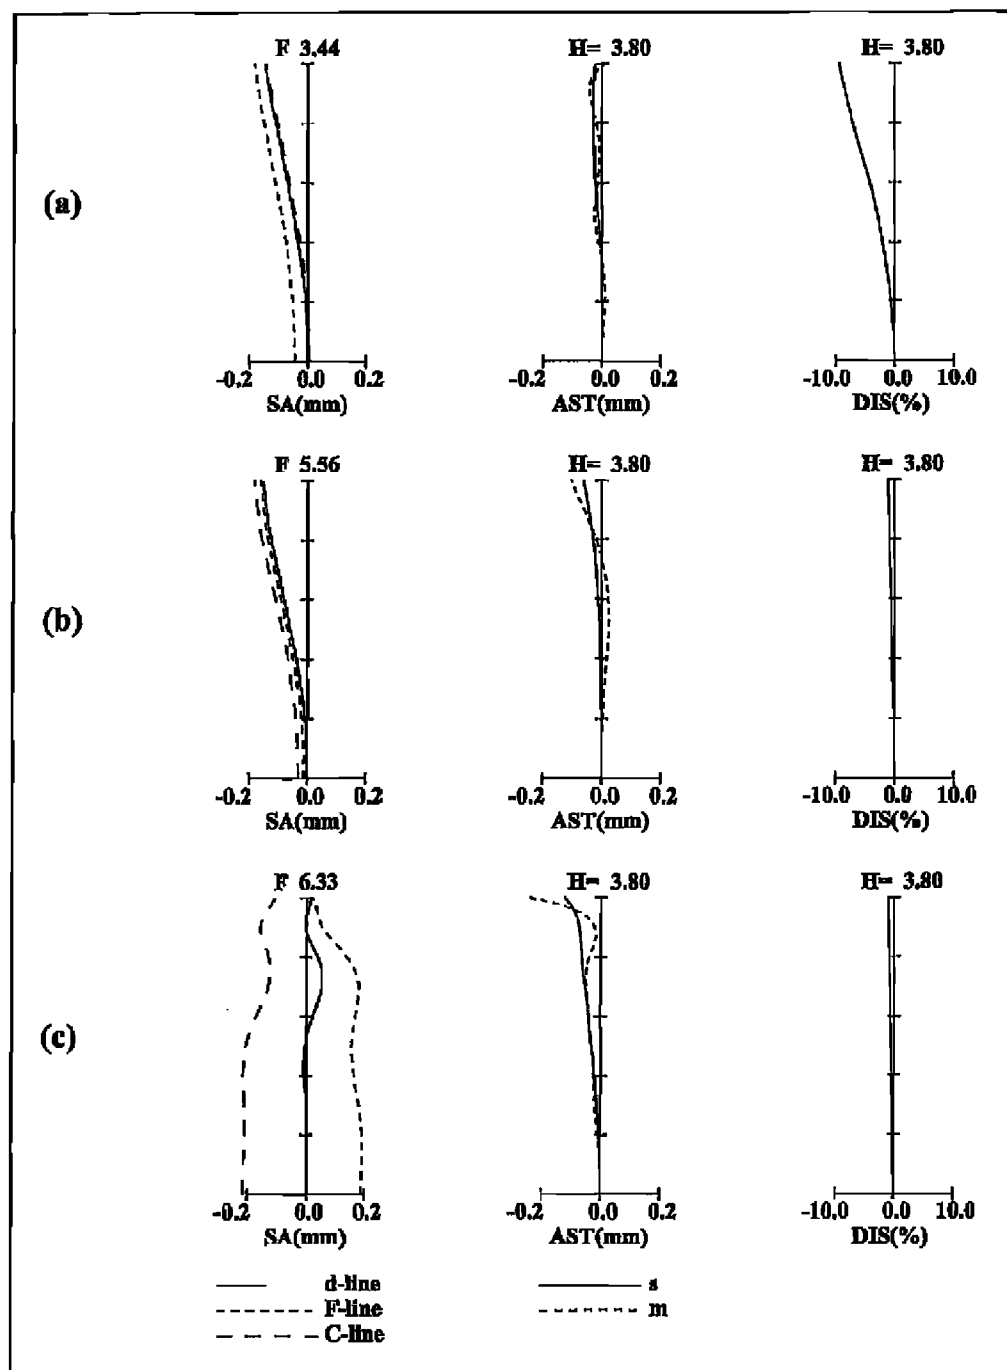 F 3.44 H= 3.80 H= 3.80
(a)
-0.2 0.0 0.2 -0.2 0.0 0.2 -10.0 0.0 10.0
SA(mm) AST(mm) DIS(%)
F 5.56 H= 3.80 H= 3.80
(b)
-0.2 0.0 0.2 -0.2 0.0 0.2 -10.0 0.0 10.0
SA(mm) AST(mm) DIS(%)
F 6.33 H= 3.80 H= 3.80
(c)
-0.2 0.0 0.2 -0.2 0.0 0.2 -10.0 0.0 10.0
SA(mm) AST(mm) DIS(%)
d-line s
F-line m
C-line